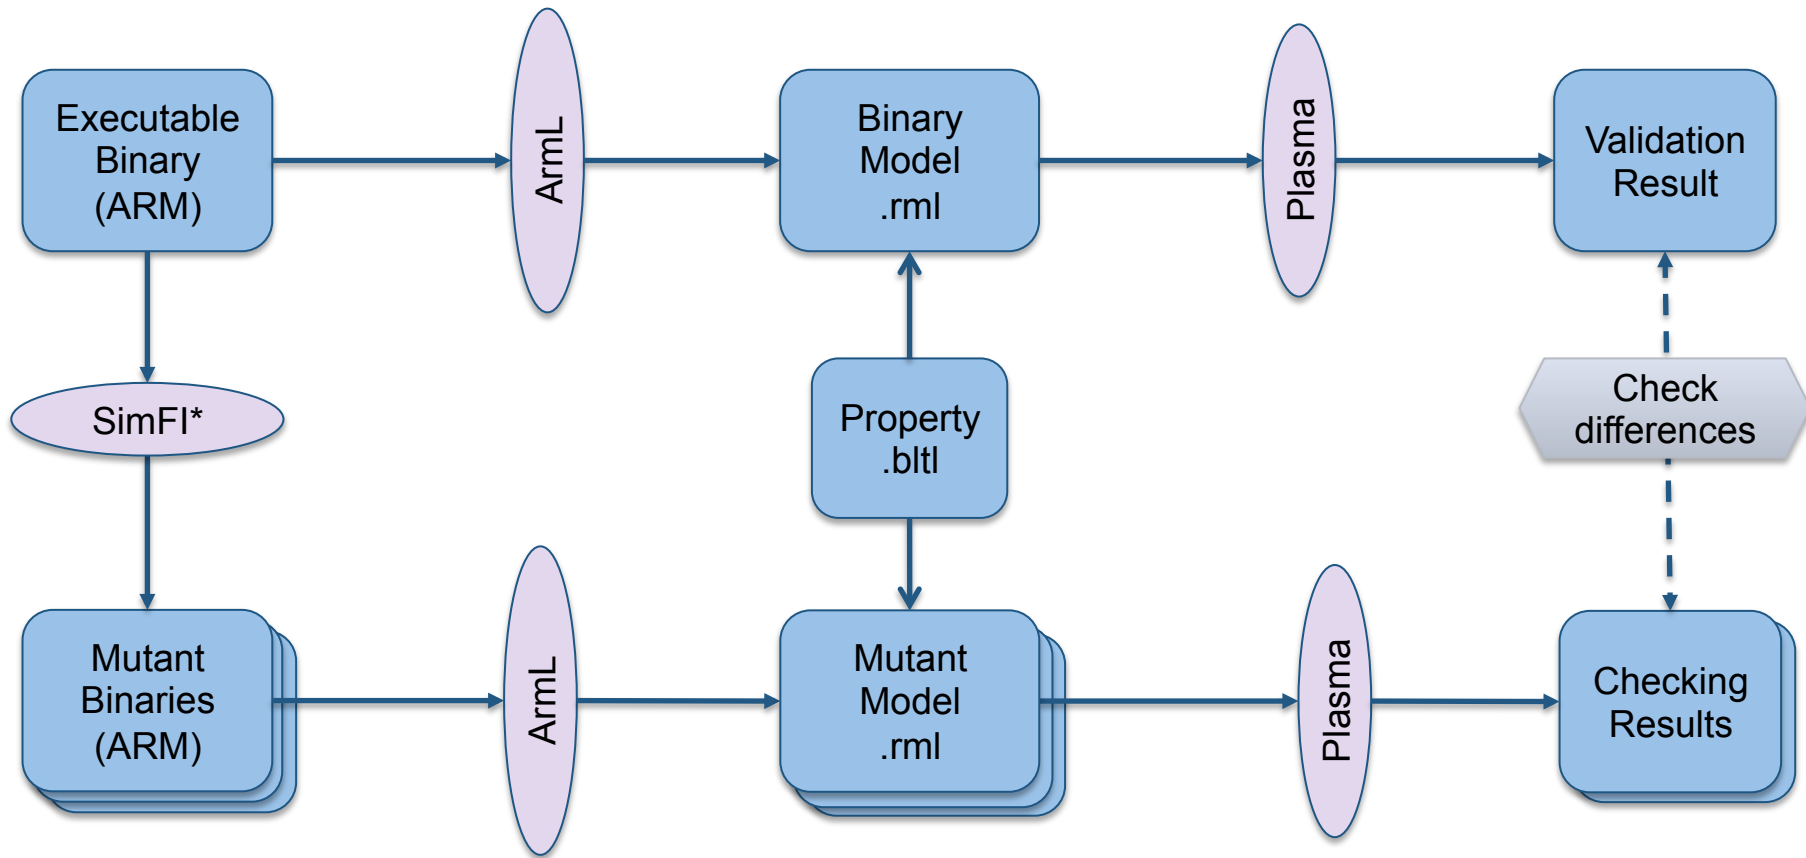 Executable
Binary
(ARM)
ArmL
Binary
Model
.rml
Plasma
Validation
Result
SimFI*
Property
.bltl
Check
differences
Mutant
Binaries
(ARM)
ArmL
Mutant
Model
.rml
Plasma
Checking
Results